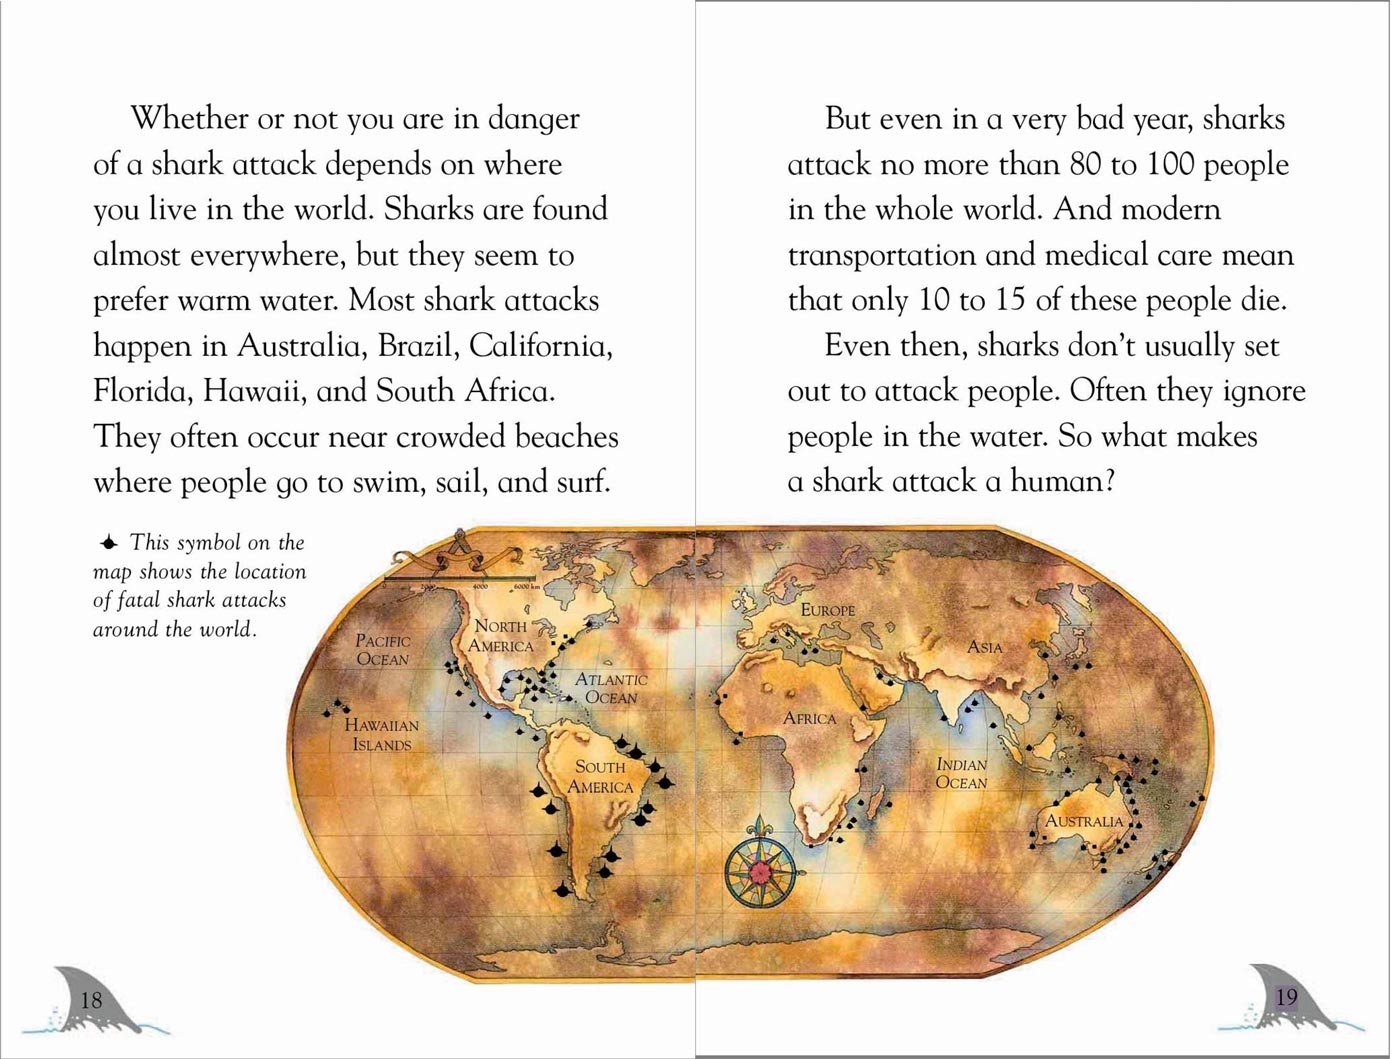 Whether or not you are in danger
of a shark attack depends on where
you live in the world. Sharks are found
almost everywhere, but they seem to
prefer warm water. Most shark attacks
happen in Australia, Brazil, California,
Florida, Hawaii, and South Africa.
They often occur near crowded beaches
where people go to swim, sail, and surf.
This symbol on the
map shows the location
of fatal shark attacks
around the world.
18
But even in a very bad year, sharks
attack no more than 80 to 100 people
in the whole world. And modern
transportation and medical care mean
that only 10 to 15 of these people die.
Even then, sharks don't usually set
out to attack people. Often they ignore
people in the water. So what makes
a shark attack a human?
0 2000 4000 6000 km
PACIFIC
OCEAN
NORTH
AMERICA
ATLANTIC
OCEAN
HAWAIIAN
ISLANDS
SOUTH
AMERICA
EUROPE
ASIA
AFRICA
INDIAN
OCEAN
AUSTRALIA
19